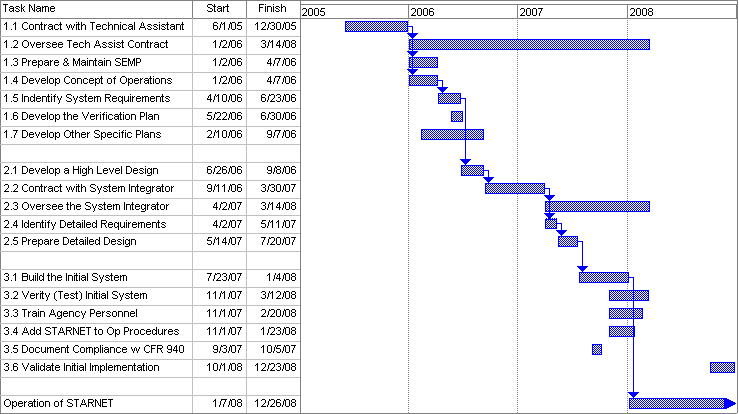 Task Name Start Finish 2005 2006 2007 2008
1.1 Contract with Technical Assistant 6/1/05 12/30/05
1.2 Oversee Tech Assist Contract 1/2/06 3/14/08
1.3 Prepare & Maintain SEMP 1/2/06 4/7/06
1.4 Develop Concept of Operations 1/2/06 4/7/06
1.5 Indentify System Requirements 4/10/06 6/23/06
1.6 Develop the Verification Plan 5/22/06 6/30/06
1.7 Develop Other Specific Plans 2/10/06 9/7/06
2.1 Develop a High Level Design 6/26/06 9/8/06
2.2 Contract with System Integrator 9/11/06 3/30/07
2.3 Oversee the System Integrator 4/2/07 3/14/08
2.4 Identify Detailed Requirements 4/2/07 5/11/07
2.5 Prepare Detailed Design 5/14/07 7/20/07
3.1 Build the Initial System 7/23/07 1/4/08
3.2 Verity (Test) Initial System 11/1/07 3/12/08
3.3 Train Agency Personnel 11/1/07 2/20/08
3.4 Add STARNET to Op Procedures 11/1/07 1/23/08
3.5 Document Compliance w CFR 940 9/3/07 10/5/07
3.6 Validate Initial Implementation 10/1/08 12/23/08
Operation of STARNET 1/7/08 12/26/08